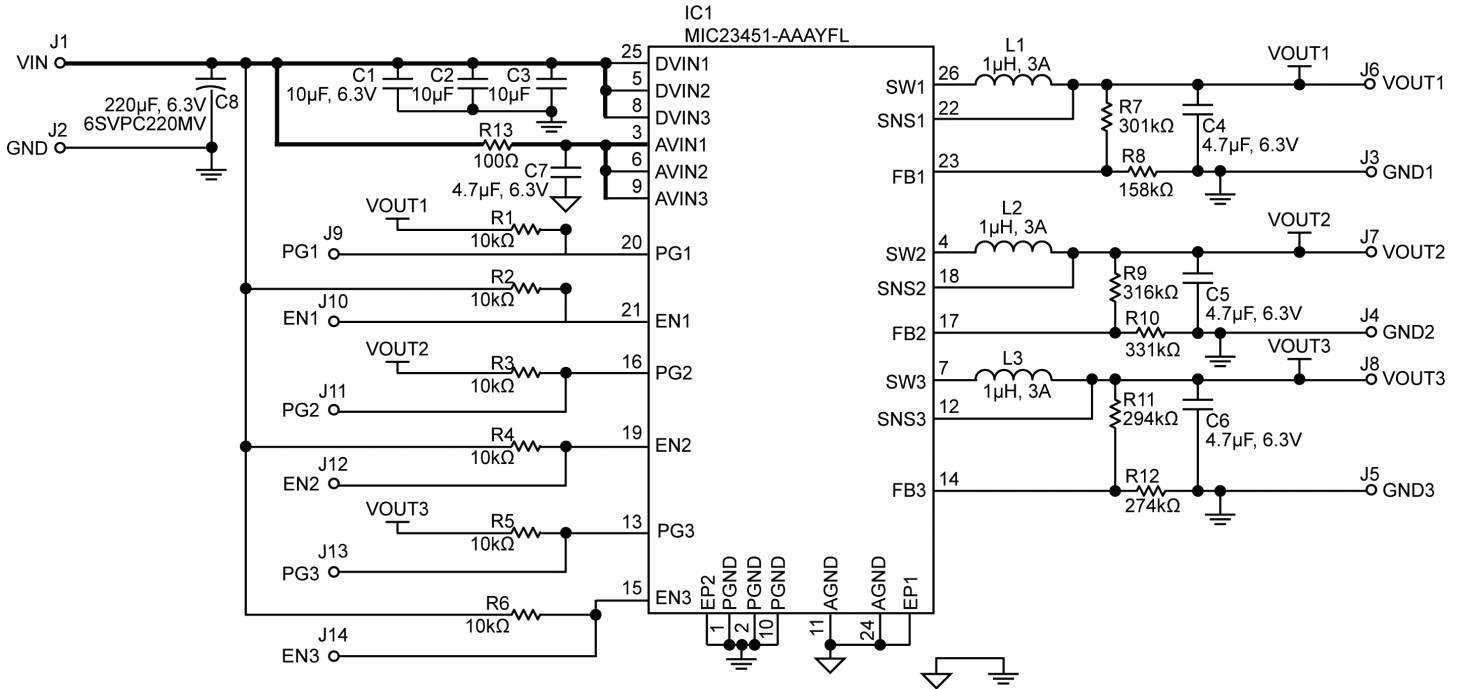 IC1
MIC23451-AAAYFL
J1
VIN
220µF, 6.3V
6SVPC220MV
C8
J2
GND
C1
10µF, 6.3V
C2
10µF
C3
10µF
R13
100Ω
C7
4.7µF, 6.3V
VOUT1
R1
10kΩ
J9
PG1
R2
10kΩ
J10
EN1
VOUT2
R3
10kΩ
J11
PG2
R4
10kΩ
J12
EN2
VOUT3
R5
10kΩ
J13
PG3
R6
10kΩ
J14
EN3
25 DVIN1
5 DVIN2
8 DVIN3
3 AVIN1
6 AVIN2
9 AVIN3
20 PG1
21 EN1
16 PG2
19 EN2
13 PG3
15 EN3
EP2
PGND
PGND
PGND
AGND
AGND
EP1
1
2
10
11
24
SW1 26
SNS1 22
FB1 23
SW2 4
SNS2 18
FB2 17
SW3 7
SNS3 12
FB3 14
L1
1µH, 3A
VOUT1
J6
VOUT1
R7
301kΩ
C4
4.7µF, 6.3V
R8
158kΩ
J3
GND1
L2
1µH, 3A
VOUT2
J7
VOUT2
R9
316kΩ
C5
4.7µF, 6.3V
R10
331kΩ
J4
GND2
L3
1µH, 3A
VOUT3
J8
VOUT3
R11
294kΩ
C6
4.7µF, 6.3V
R12
274kΩ
J5
GND3